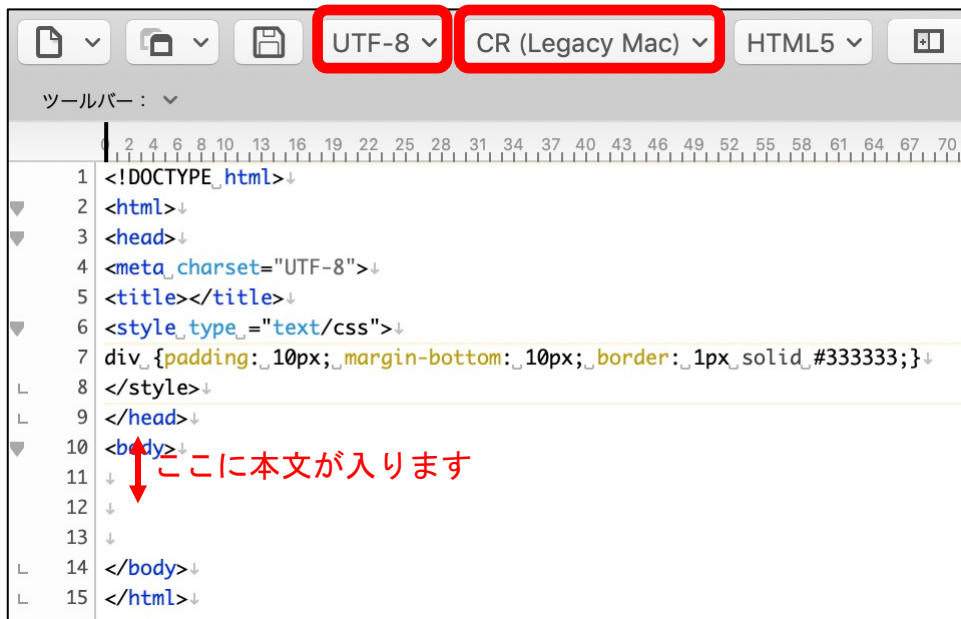 UTF-8 CR (Legacy Mac) HTML5
ツールバー：
0 2 4 6 8 10 13 16 19 22 25 28 31 34 37 40 43 46 49 52 55 58 61 64 67 70
1 <!DOCTYPE html>↓
2 <html>↓
3 <head>↓
4 <meta charset="UTF-8">↓
5 <title></title>↓
6 <style type ="text/css">↓
7 div {padding: 10px; margin-bottom: 10px; border: 1px solid #333333;}↓
8 </style>↓
9 </head>↓
10 <body>↓
ここに本文が入ります
11 ↓
12 ↓
13 ↓
14 </body>↓
15 </html>↓